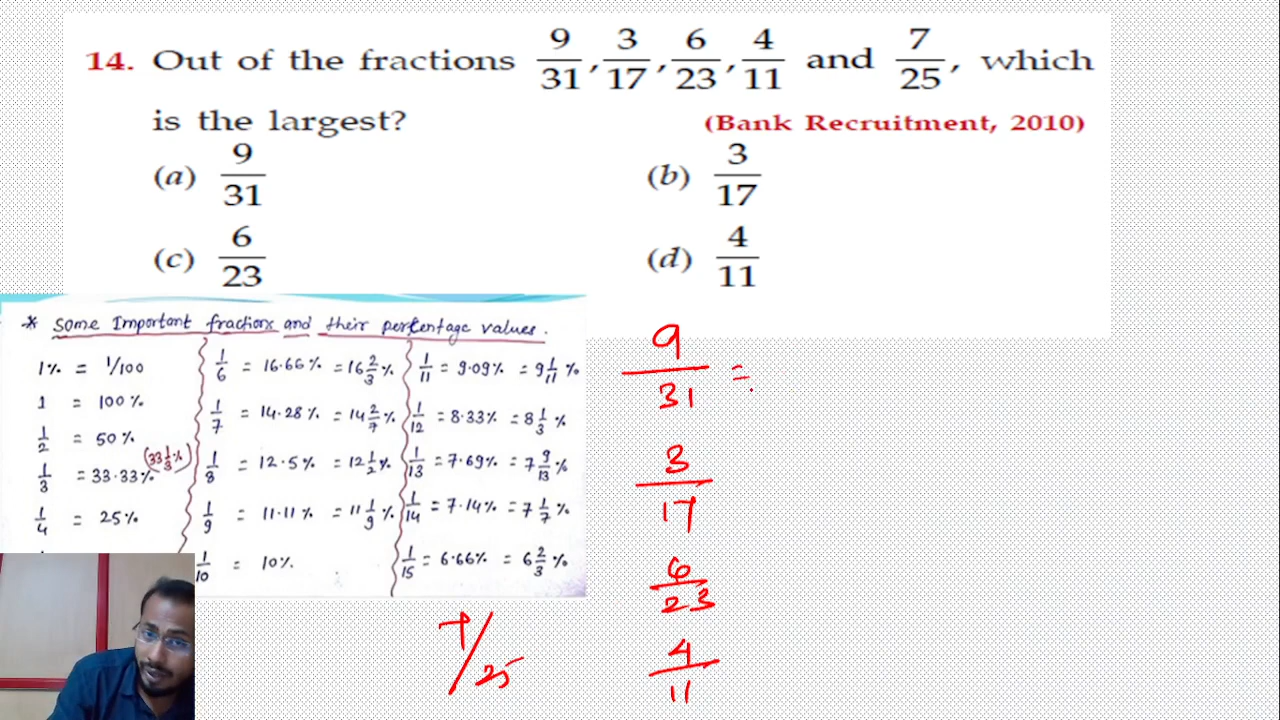 14. Out of the fractions 9/31, 3/17, 6/23, 4/11 and 7/25, which
is the largest?
(Bank Recruitment, 2010)
(a) 9/31
(b) 3/17
(c) 6/23
(d) 4/11
* Some Important fractions and their percentage values.
1% = 1/100
1 = 100%
1/2 = 50%
1/3 = 33.33% (33 1/3 %)
1/4 = 25%
1/6 = 16.66% = 16 2/3 %
1/7 = 14.28% = 14 2/7 %
1/8 = 12.5% = 12 1/2 %
1/9 = 11.11% = 11 1/9 %
1/10 = 10%
1/11 = 9.09% = 9 1/11 %
1/12 = 8.33% = 8 1/3 %
1/13 = 7.69% = 7 9/13 %
1/14 = 7.14% = 7 1/7 %
1/15 = 6.66% = 6 2/3 %
9/31 =
3/17
6/23
4/11
7/25